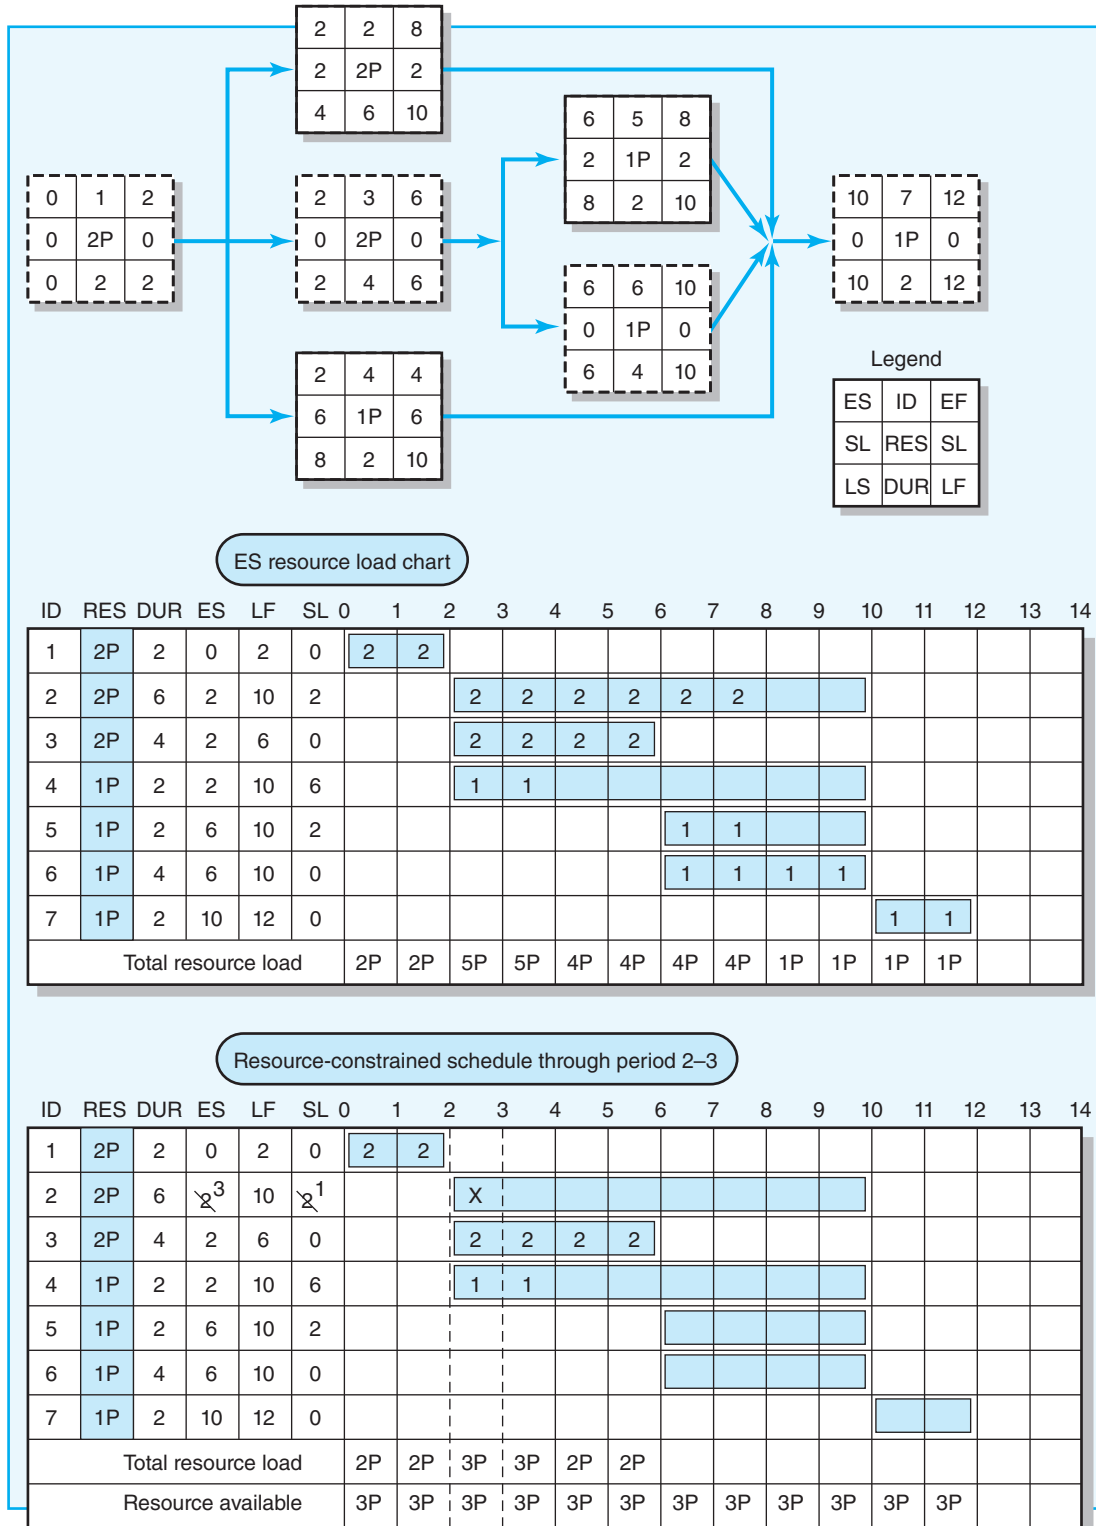 2 2 8
2 2P 2
4 6 10
6 5 8
2 1P 2
8 2 10
0 1 2
0 2P 0
0 2 2
2 3 6
0 2P 0
2 4 6
10 7 12
0 1P 0
10 2 12
6 6 10
0 1P 0
6 4 10
2 4 4
6 1P 6
8 2 10
Legend
ES ID EF
SL RES SL
LS DUR LF
ES resource load chart
ID RES DUR ES LF SL 0 1 2 3 4 5 6 7 8 9 10 11 12 13 14
1 2P 2 0 2 0 2 2
2 2P 6 2 10 2 2 2 2 2 2 2
3 2P 4 2 6 0 2 2 2 2
4 1P 2 2 10 6 1 1
5 1P 2 6 10 2 1 1
6 1P 4 6 10 0 1 1 1 1
7 1P 2 10 12 0 1 1
Total resource load 2P 2P 5P 5P 4P 4P 4P 4P 1P 1P 1P 1P
Resource-constrained schedule through period 2–3
ID RES DUR ES LF SL 0 1 2 3 4 5 6 7 8 9 10 11 12 13 14
1 2P 2 0 2 0 2 2
2 2P 6 2 3 10 2 1 X
3 2P 4 2 6 0 2 2 2 2
4 1P 2 2 10 6 1 1
5 1P 2 6 10 2
6 1P 4 6 10 0
7 1P 2 10 12 0
Total resource load 2P 2P 3P 3P 2P 2P
Resource available 3P 3P 3P 3P 3P 3P 3P 3P 3P 3P 3P 3P